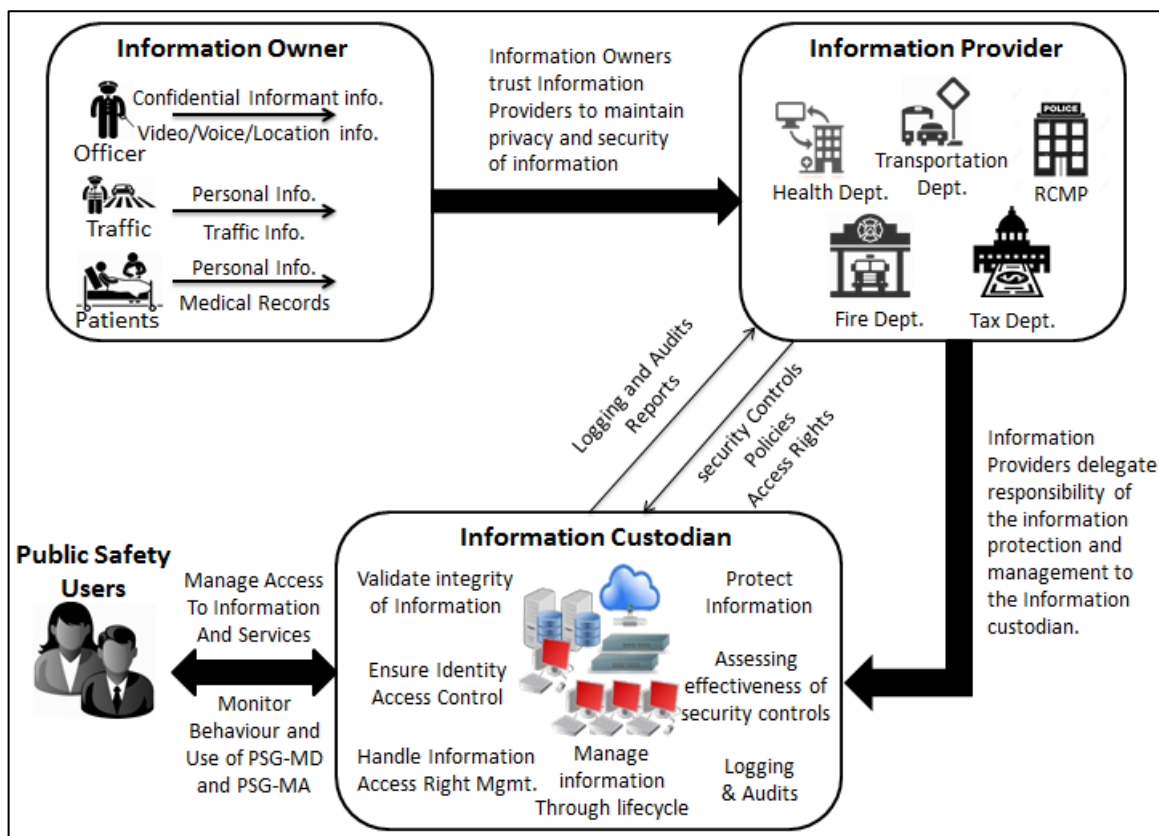 Information Owner
Confidential Informant info.
Video/Voice/Location info.
Officer
Personal Info.
Traffic Info.
Traffic
Personal Info.
Medical Records
Patients
Information Owners
trust Information
Providers to maintain
privacy and security
of information
Information Provider
Health Dept.
Transportation
Dept.
POLICE
RCMP
Fire Dept.
Tax Dept.
Logging and Audits
Reports
security Controls
Policies
Access Rights
Information
Providers delegate
responsibility of
the information
protection and
management to
the Information
custodian.
Public Safety
Users
Manage Access
To Information
And Services
Monitor
Behaviour and
Use of PSG-MD
and PSG-MA
Information Custodian
Validate integrity
of Information
Ensure Identity
Access Control
Handle Information
Access Right Mgmt.
Manage
information
Through lifecycle
Protect
Information
Assessing
effectiveness of
security controls
Logging
& Audits